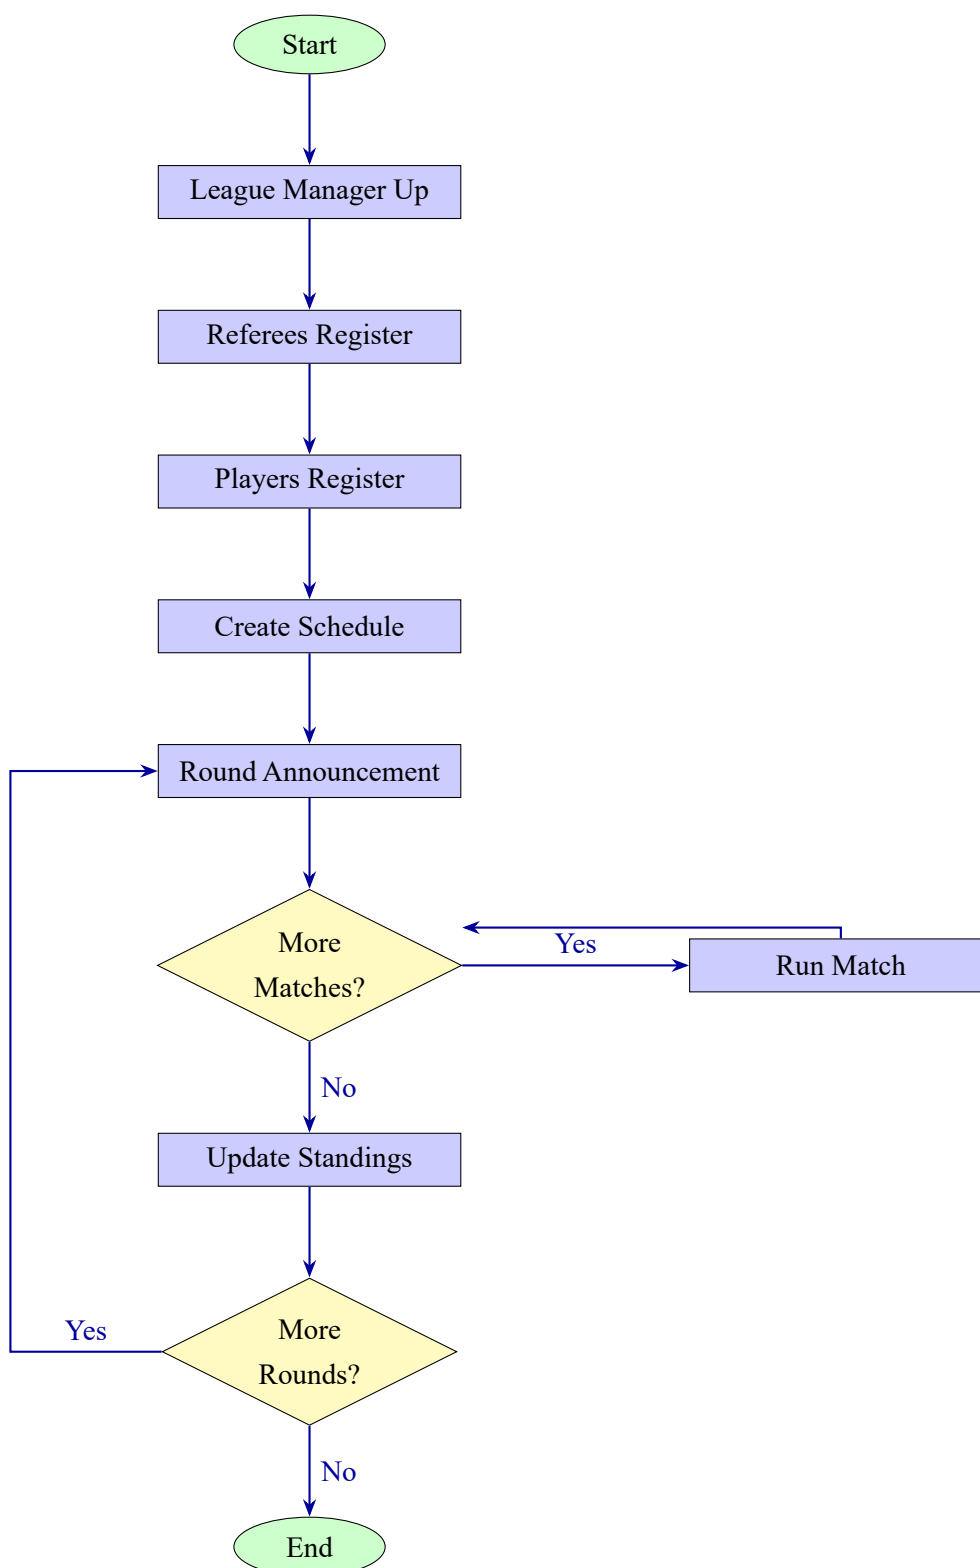 Start
League Manager Up
Referees Register
Players Register
Create Schedule
Round Announcement
More
Matches?
Yes
Run Match
No
Update Standings
More
Rounds?
Yes
No
End